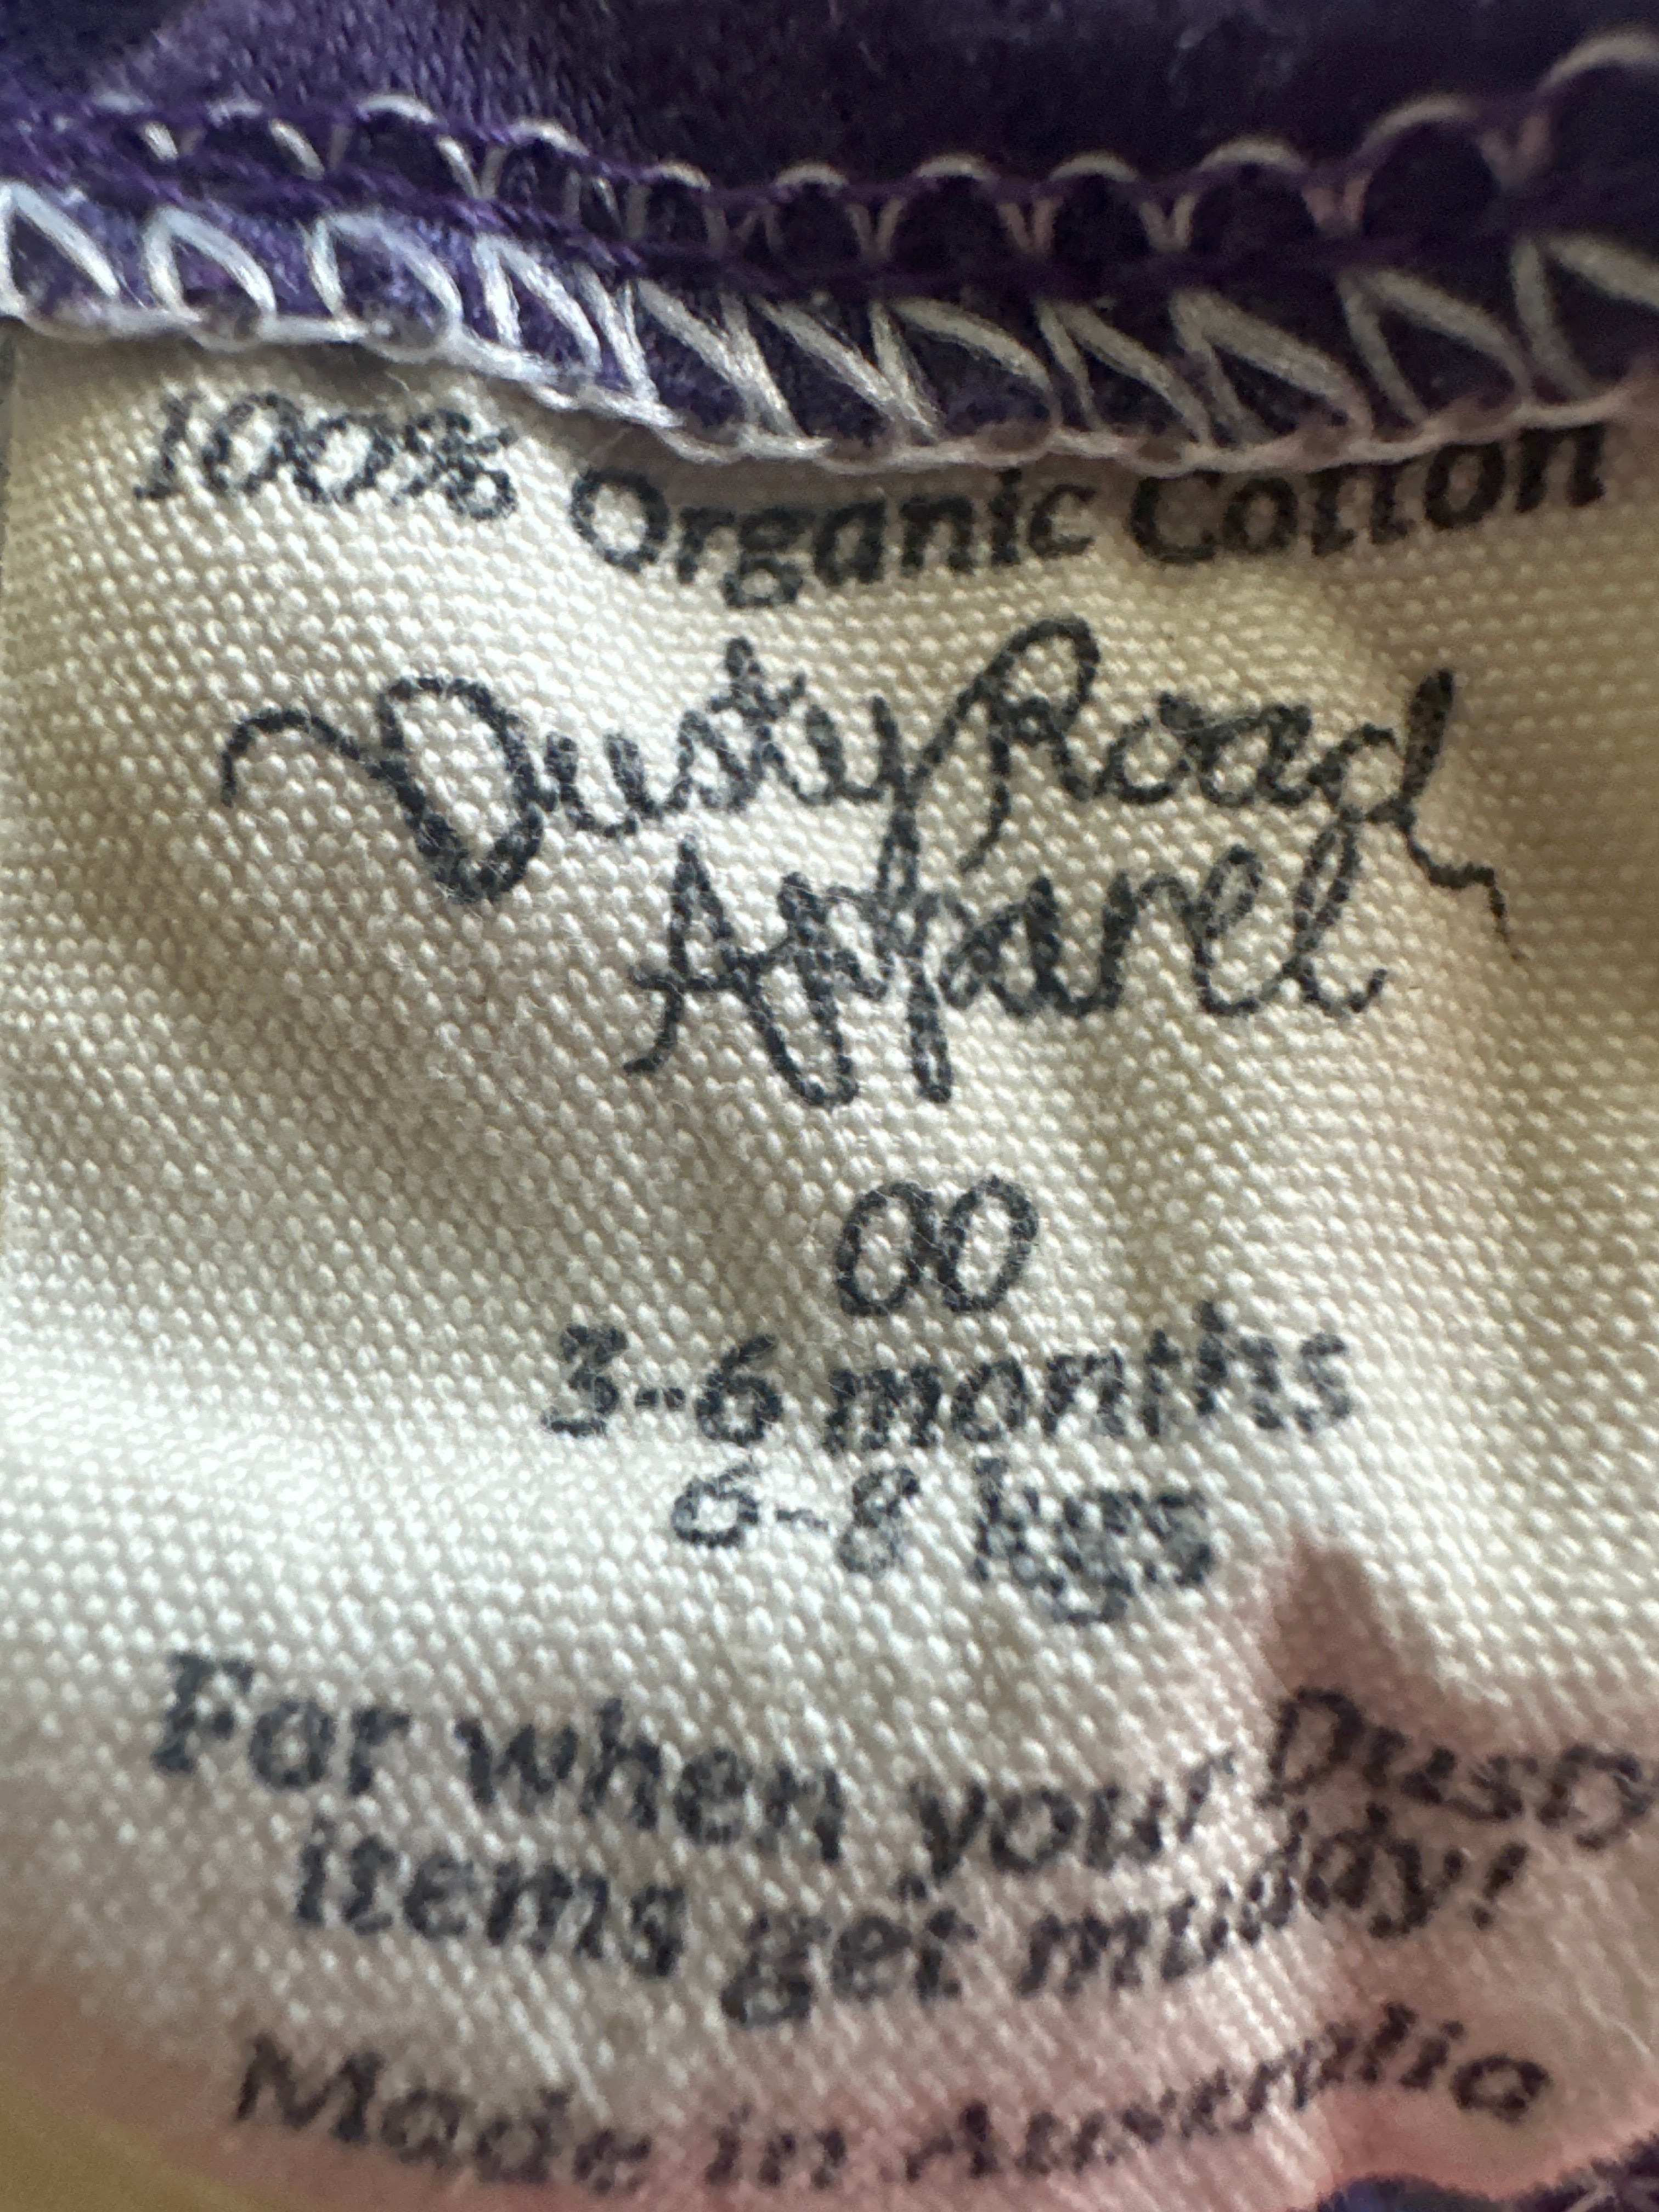 100% Organic Cotton
Dusty Road
Apparel
00
3-6 months
6-8 kgs
For when your Dusty
items get muddy!
Made in Australia